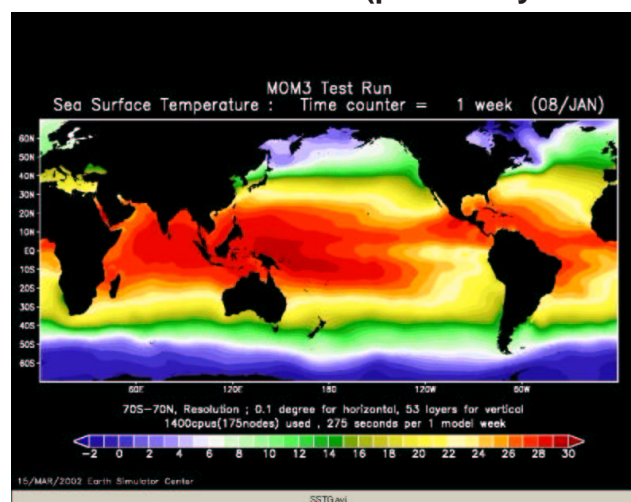 MOM3 Test Run
Sea Surface Temperature : Time counter = 1 week (08/JAN)
60N
50N
40N
30N
20N
10N
EQ
10S
20S
30S
40S
50S
60S
60E 120E 180 120W 60W
70S-70N, Resolution ; 0.1 degree for horizontal, 53 layers for vertical
1400cpus(175nodes) used , 275 seconds per 1 model week
-2 0 2 4 6 8 10 12 14 16 18 20 22 24 26 28 30
15/MAR/2002 Earth Simulator Center
SSTG.avi